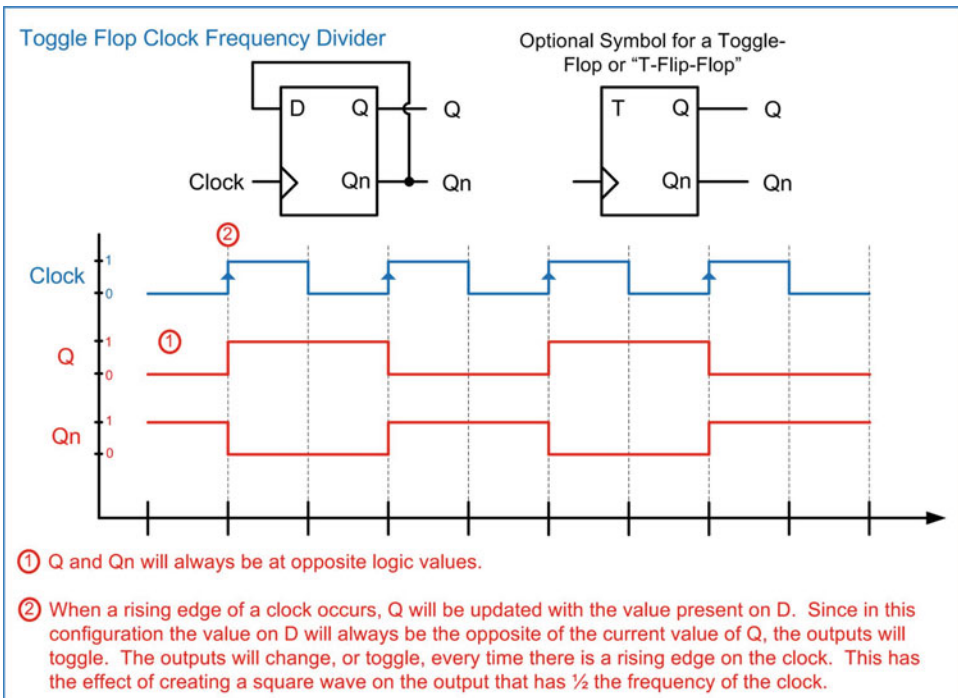 Toggle Flop Clock Frequency Divider
Optional Symbol for a Toggle-
Flop or “T-Flip-Flop”
D Q Q
Clock Qn Qn
T Q Q
Qn Qn
2
Clock 1
0
1
Q 1
0
Qn 1
0
1 Q and Qn will always be at opposite logic values.
2 When a rising edge of a clock occurs, Q will be updated with the value present on D. Since in this
configuration the value on D will always be the opposite of the current value of Q, the outputs will
toggle. The outputs will change, or toggle, every time there is a rising edge on the clock. This has
the effect of creating a square wave on the output that has ½ the frequency of the clock.